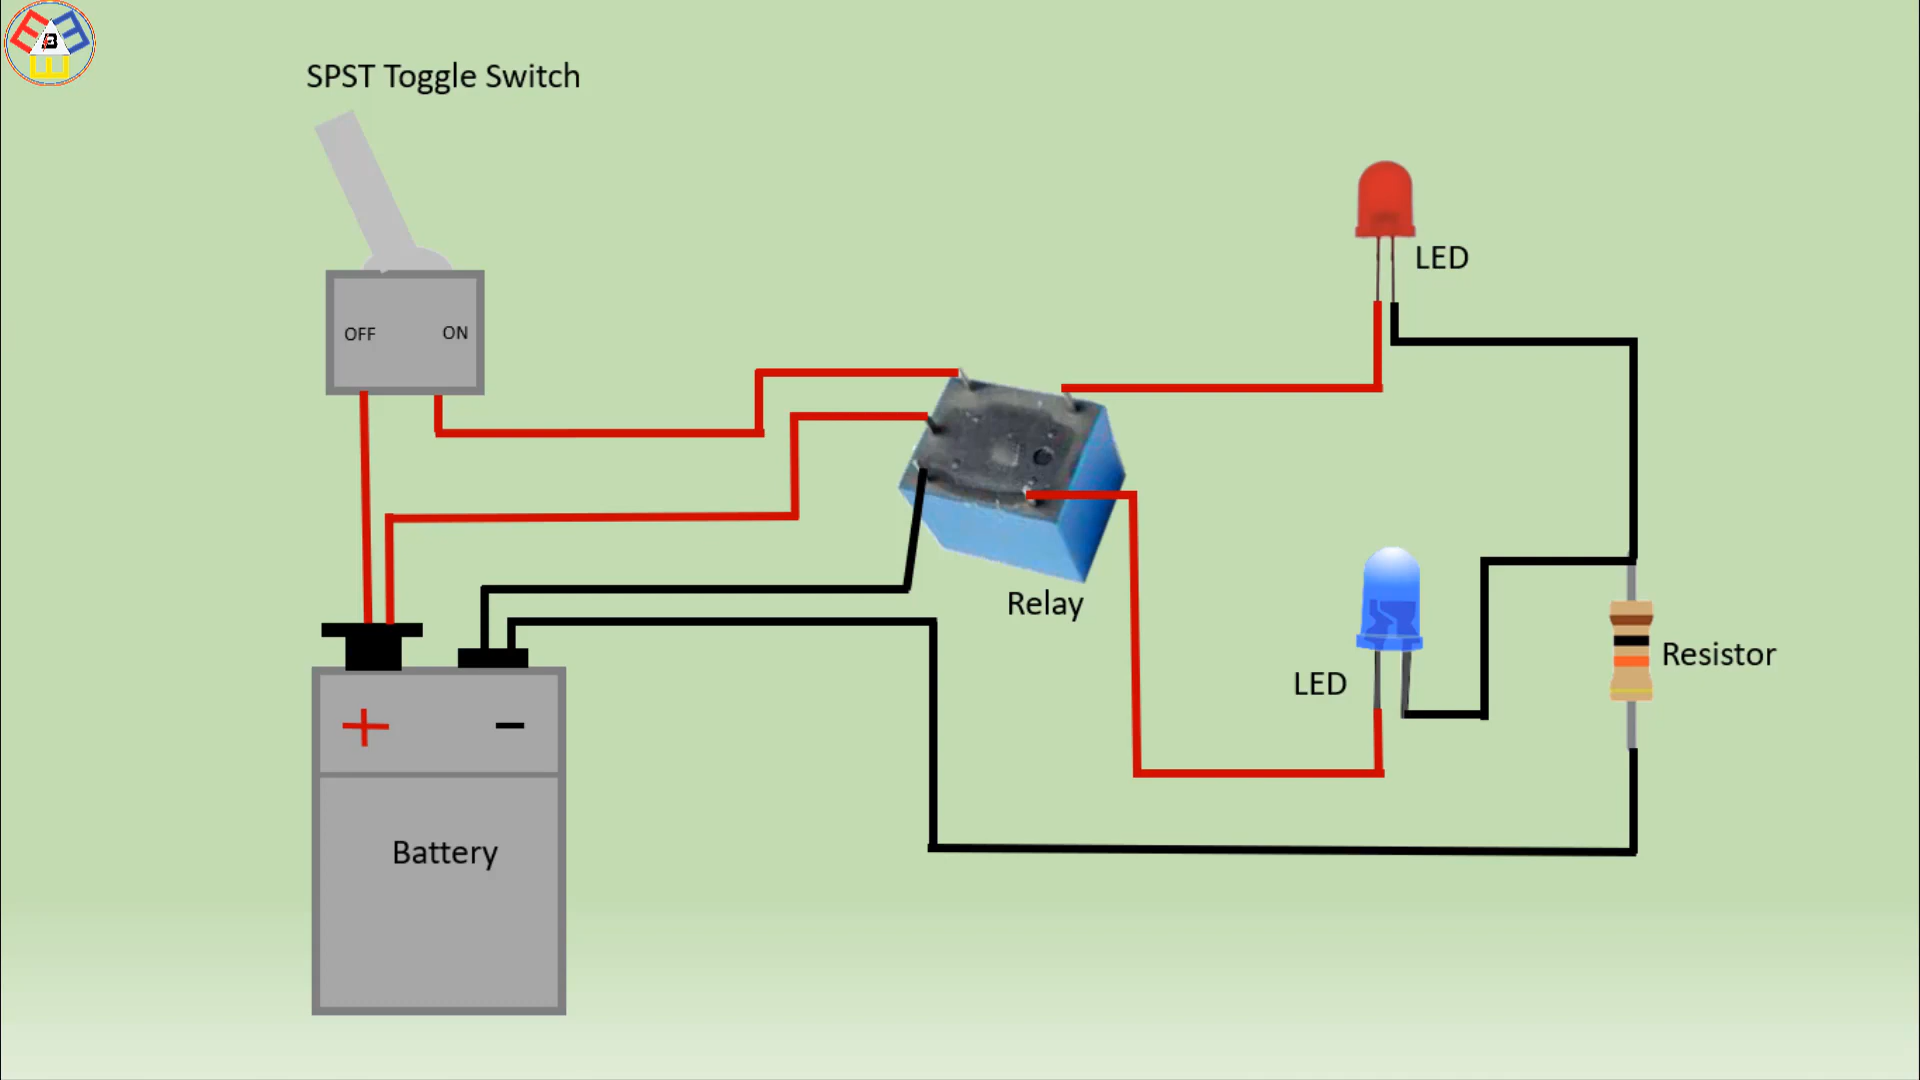 SPST Toggle Switch
OFF
ON
LED
Relay
LED
Resistor
+
−
Battery